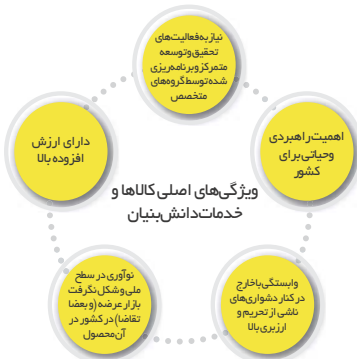 نیاز به فعالیت‌های
تحقیق و توسعه
متمرکز و برنامه‌ریزی
شده توسط گروه‌های
متخصص
اهمیت راهبردی
و حیاتی برای
کشور
دارای ارزش
افزوده بالا
ویژگی‌های اصلی کالاها و
خدمات دانش‌بنیان
وابستگی با خارج
در کنار دشواری‌های
ناشی از تحریم و
ارزبری بالا
نوآوری در سطح
ملی و شکل نگرفت
بازار عرضه (و بعضا
تقاضا) در کشور در
آن محصول